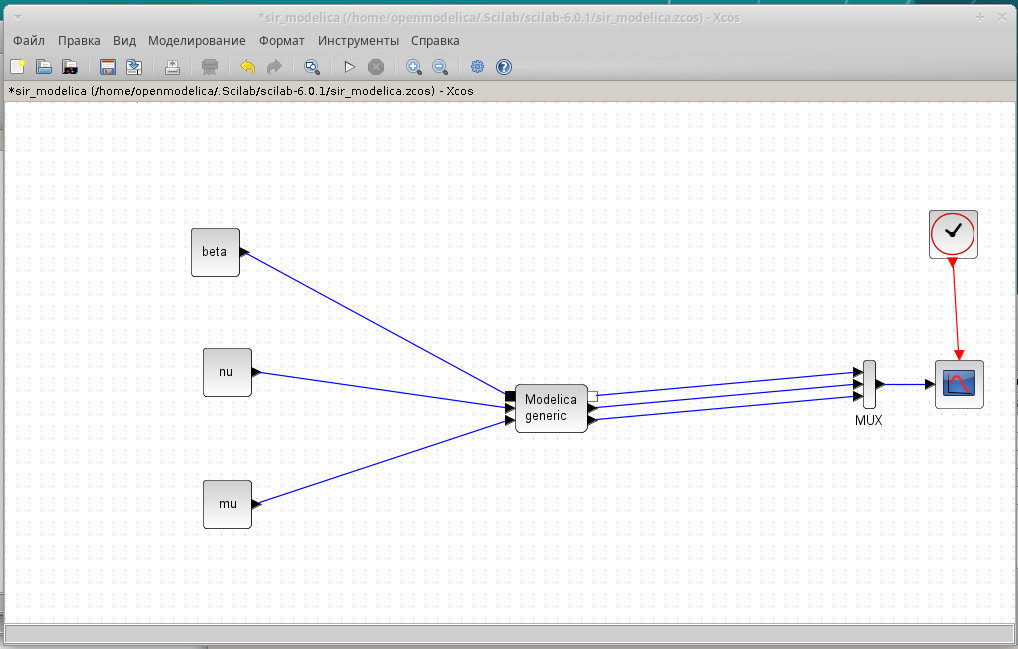 *sir_modelica (/home/openmodelica/.Scilab/scilab-6.0.1/sir_modelica.zcos) - Xcos
Файл Правка Вид Моделирование Формат Инструменты Справка
*sir_modelica (/home/openmodelica/.Scilab/scilab-6.0.1/sir_modelica.zcos) - Xcos
beta
nu
Modelica
generic
MUX
mu